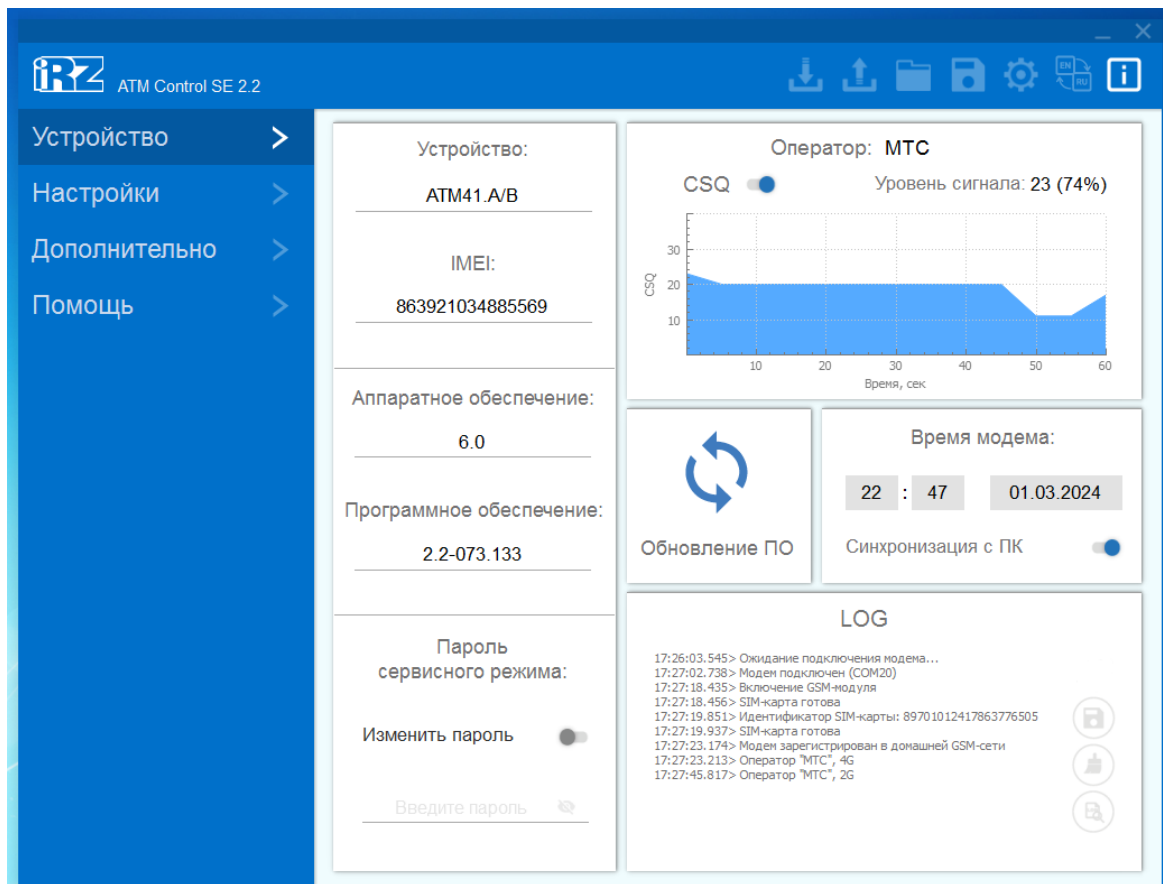 iRZ ATM Control SE 2.2
EN
RU
i
Устройство
Настройки
Дополнительно
Помощь
Устройство:
ATM41.A/B
IMEI:
863921034885569
Аппаратное обеспечение:
6.0
Программное обеспечение:
2.2-073.133
Пароль
сервисного режима:
Изменить пароль
Введите пароль
Оператор: МТС
CSQ Уровень сигнала: 23 (74%)
30
20
10
CSQ
10 20 30 40 50 60
Время, сек
Обновление ПО
Время модема:
22 : 47 01.03.2024
Синхронизация с ПК
LOG
17:26:03.545> Ожидание подключения модема...
17:27:02.738> Модем подключен (COM20)
17:27:18.435> Включение GSM-модуля
17:27:18.456> SIM-карта готова
17:27:19.851> Идентификатор SIM-карты: 89701012417863776505
17:27:19.937> SIM-карта готова
17:27:23.174> Модем зарегистрирован в домашней GSM-сети
17:27:23.213> Оператор "МТС", 4G
17:27:45.817> Оператор "МТС", 2G